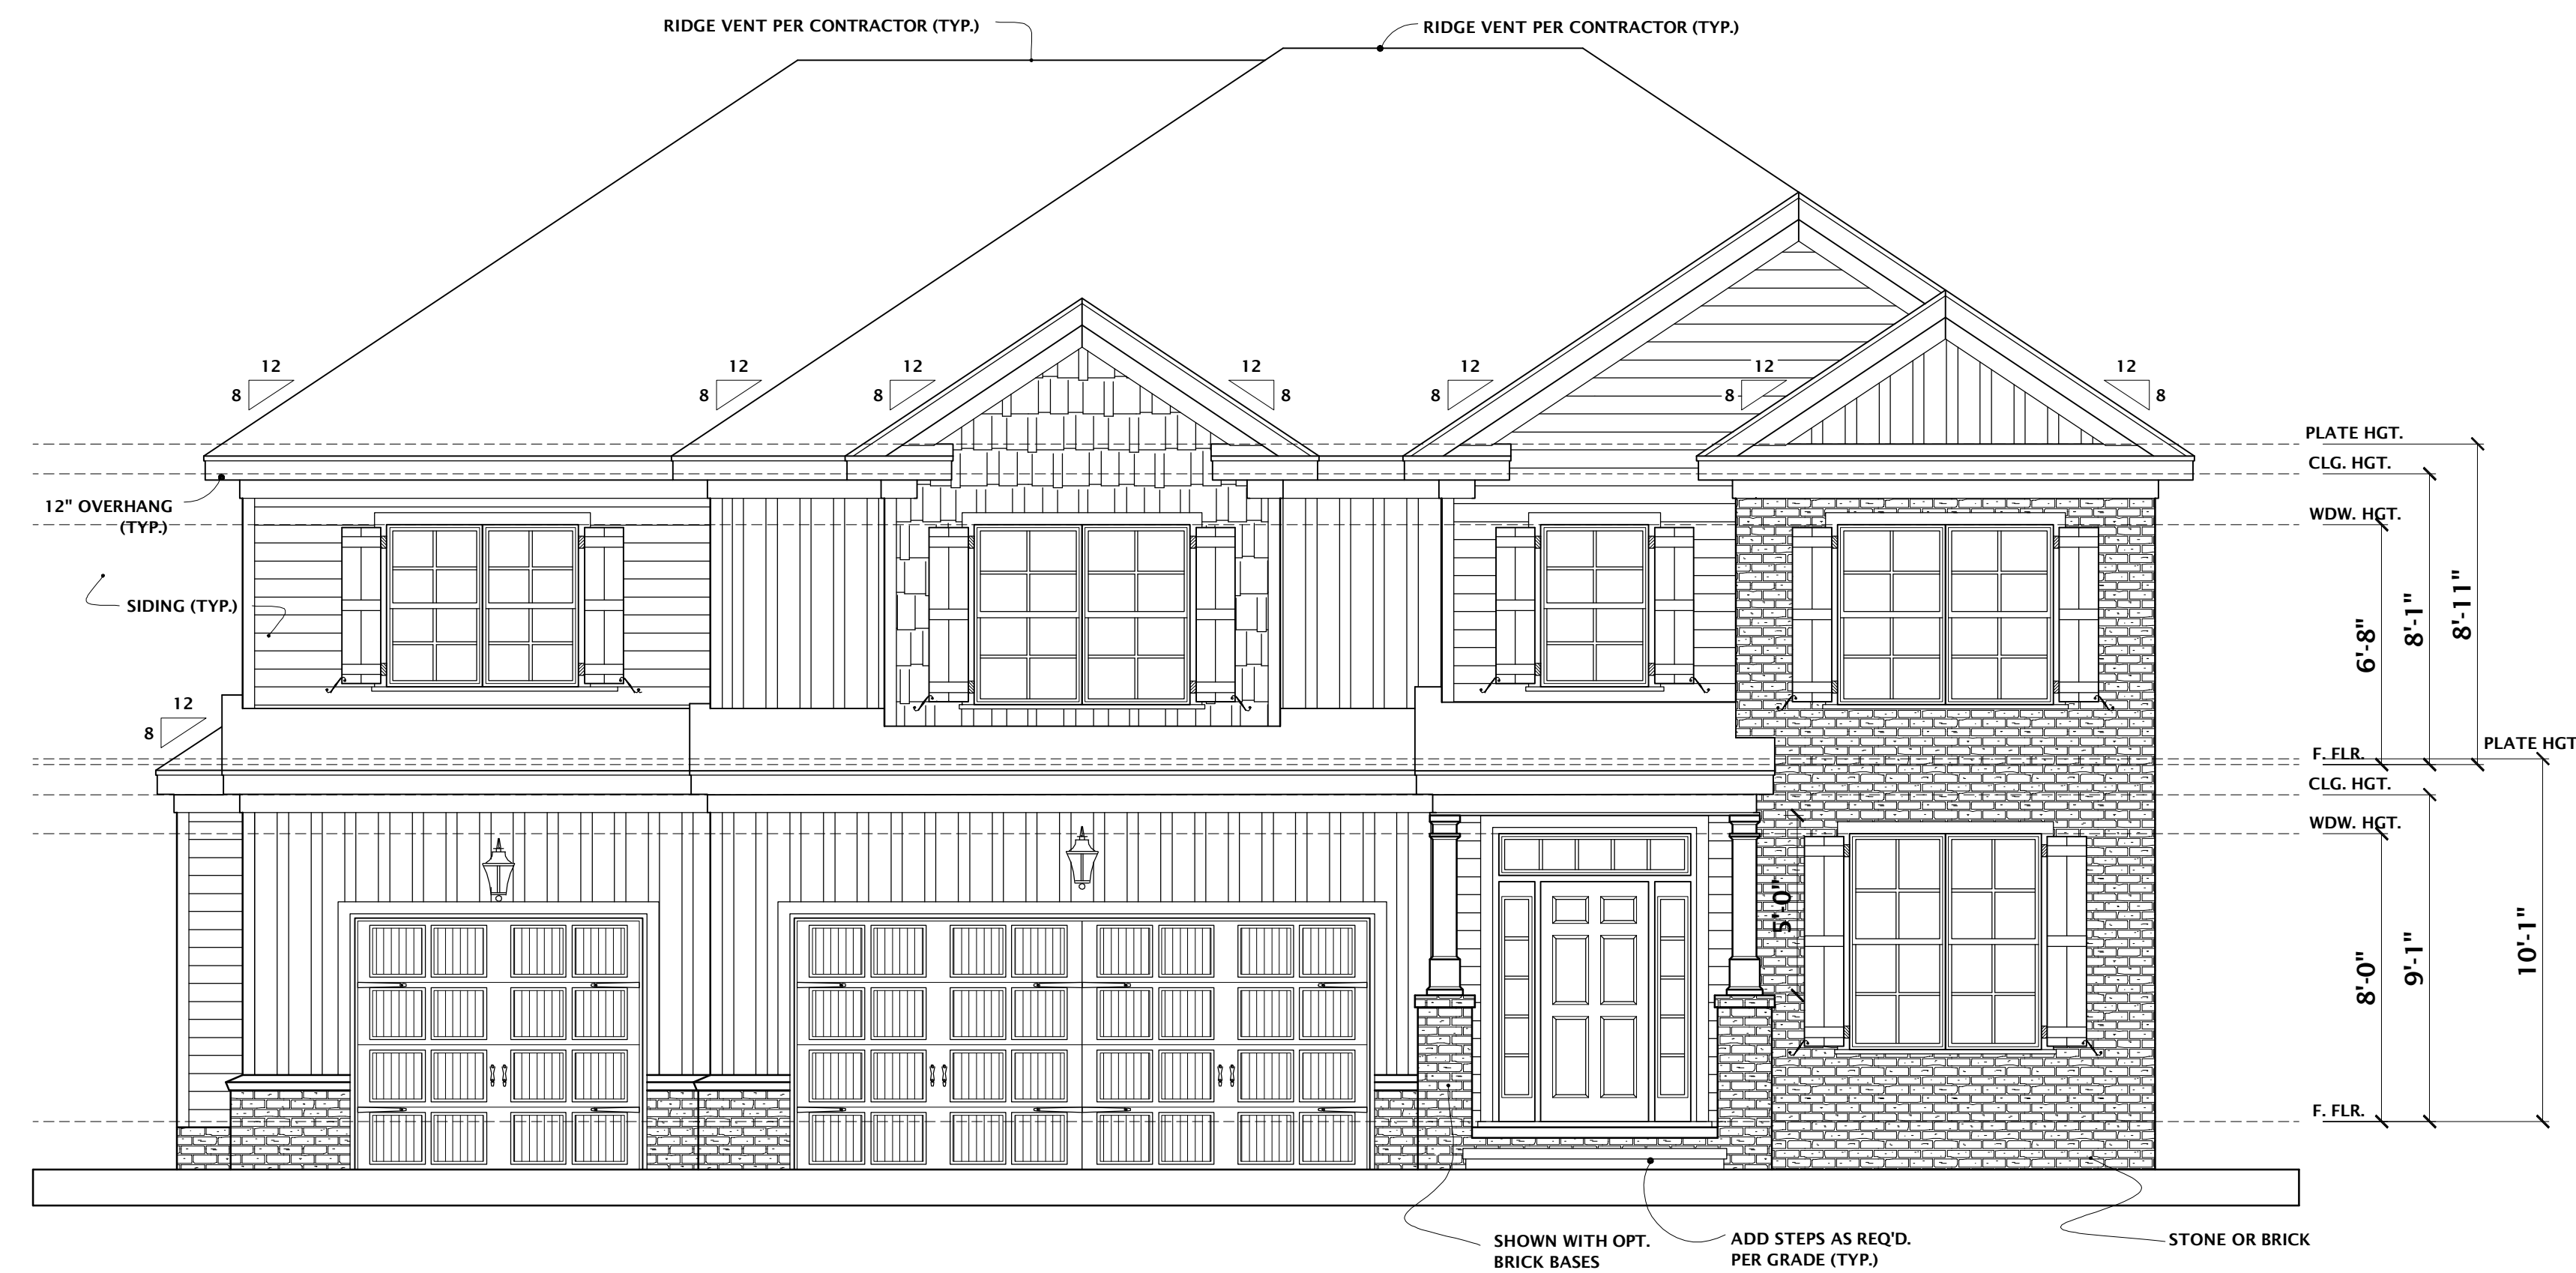 RIDGE VENT PER CONTRACTOR (TYP.)
RIDGE VENT PER CONTRACTOR (TYP.)
12
8
12
8
12
8
12
8
12
8
12
8
12
8
PLATE HGT.
CLG. HGT.
12" OVERHANG
(TYP.)
WDW. HGT.
SIDING (TYP.)
6'-8"
8'-1"
8'-11"
12
8
F. FLR.
PLATE HGT
CLG. HGT.
WDW. HGT.
5'-0"
8'-0"
9'-1"
10'-1"
F. FLR.
SHOWN WITH OPT.
BRICK BASES
ADD STEPS AS REQ'D.
PER GRADE (TYP.)
STONE OR BRICK